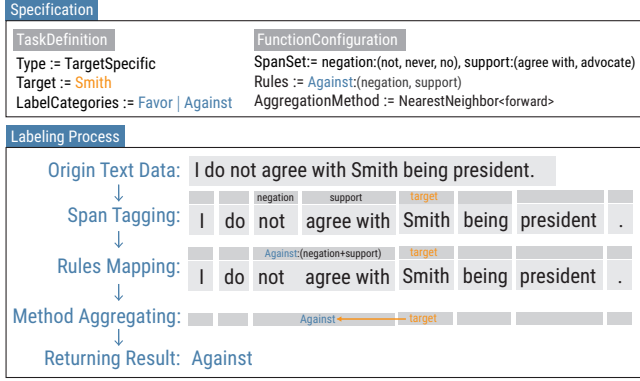 Specification
TaskDefinition
Type := TargetSpecific
Target := Smith
LabelCategories := Favor | Against
FunctionConfiguration
SpanSet:= negation:(not, never, no), support:(agree with, advocate)
Rules := Against:(negation, support)
AggregationMethod := NearestNeighbor<forward>
Labeling Process
Origin Text Data: I do not agree with Smith being president.
negation support target
Span Tagging: I do not agree with Smith being president .
Against:(negation+support) target
Rules Mapping: I do not agree with Smith being president .
Method Aggregating: Against target
Returning Result: Against